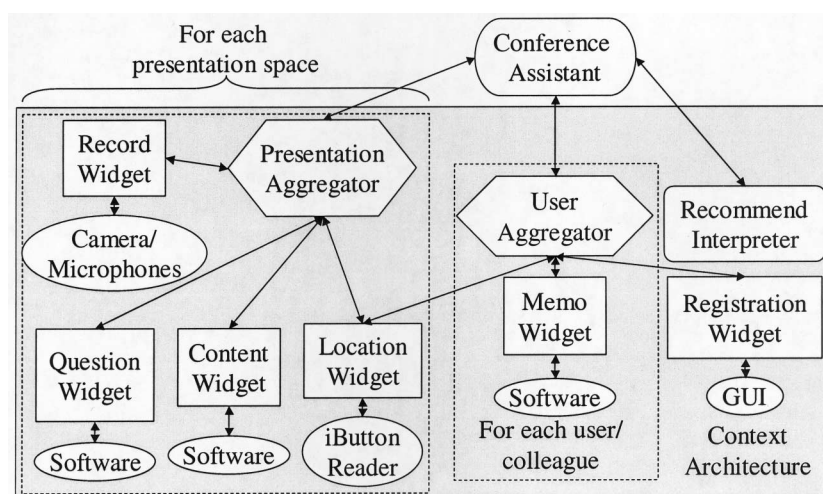 For each
presentation space
Conference
Assistant
Record
Widget
Presentation
Aggregator
User
Aggregator
Recommend
Interpreter
Camera/
Microphones
Question
Widget
Content
Widget
Location
Widget
Memo
Widget
Registration
Widget
Software
Software
iButton
Reader
Software
GUI
For each user/
colleague
Context
Architecture